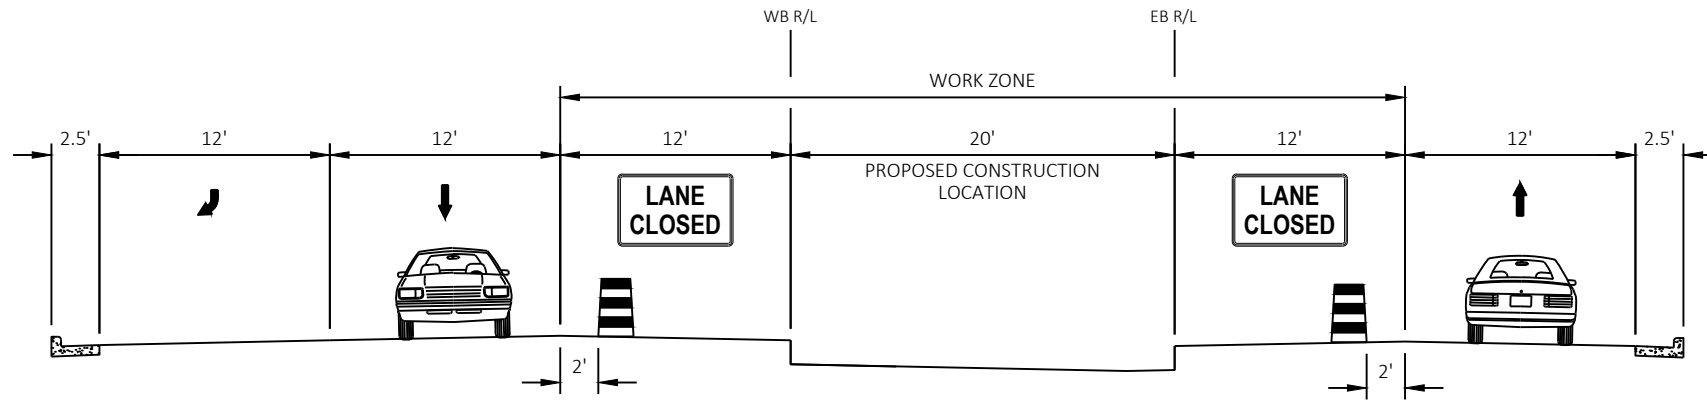 WB R/L
EB R/L
WORK ZONE
2.5'
12'
12'
12'
20'
12'
12'
2.5'
PROPOSED CONSTRUCTION
LOCATION
LANE
CLOSED
LANE
CLOSED
2'
2'